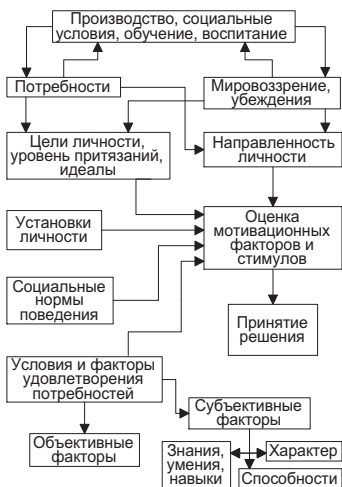 Производство, социальные
условия, обучение, воспитание
Потребности
Мировоззрение,
убеждения
Цели личности,
уровень притязаний,
идеалы
Направленность
личности
Установки
личности
Оценка
мотивационных
факторов и
стимулов
Социальные
нормы
поведения
Принятие
решения
Условия и факторы
удовлетворения
потребностей
Субъективные
факторы
Объективные
факторы
Знания,
умения,
навыки
Характер
Способности